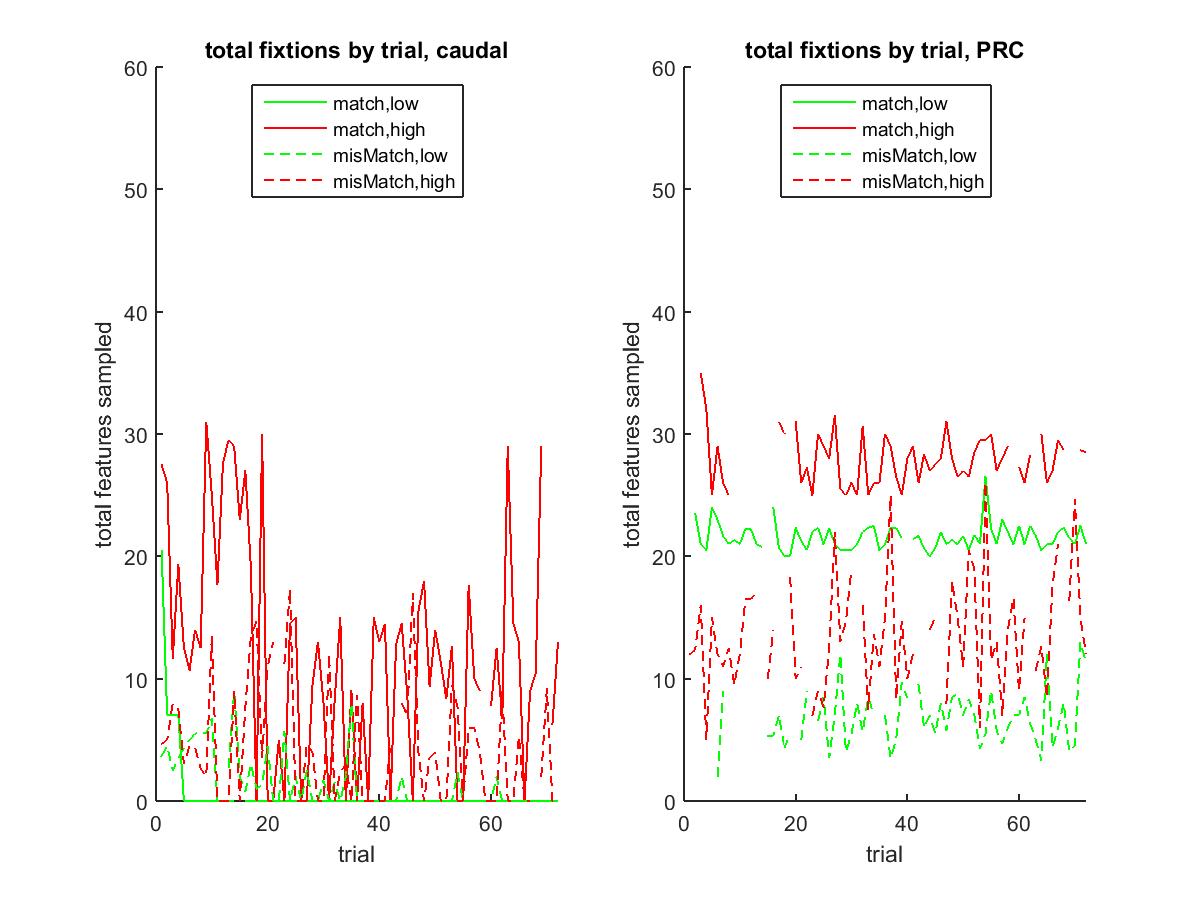 total fixtions by trial, caudal
60
50
40
30
20
10
0
total features sampled
match,low
match,high
misMatch,low
misMatch,high
0
20
40
60
trial
total fixtions by trial, PRC
60
50
40
30
20
10
0
total features sampled
match,low
match,high
misMatch,low
misMatch,high
0
20
40
60
trial